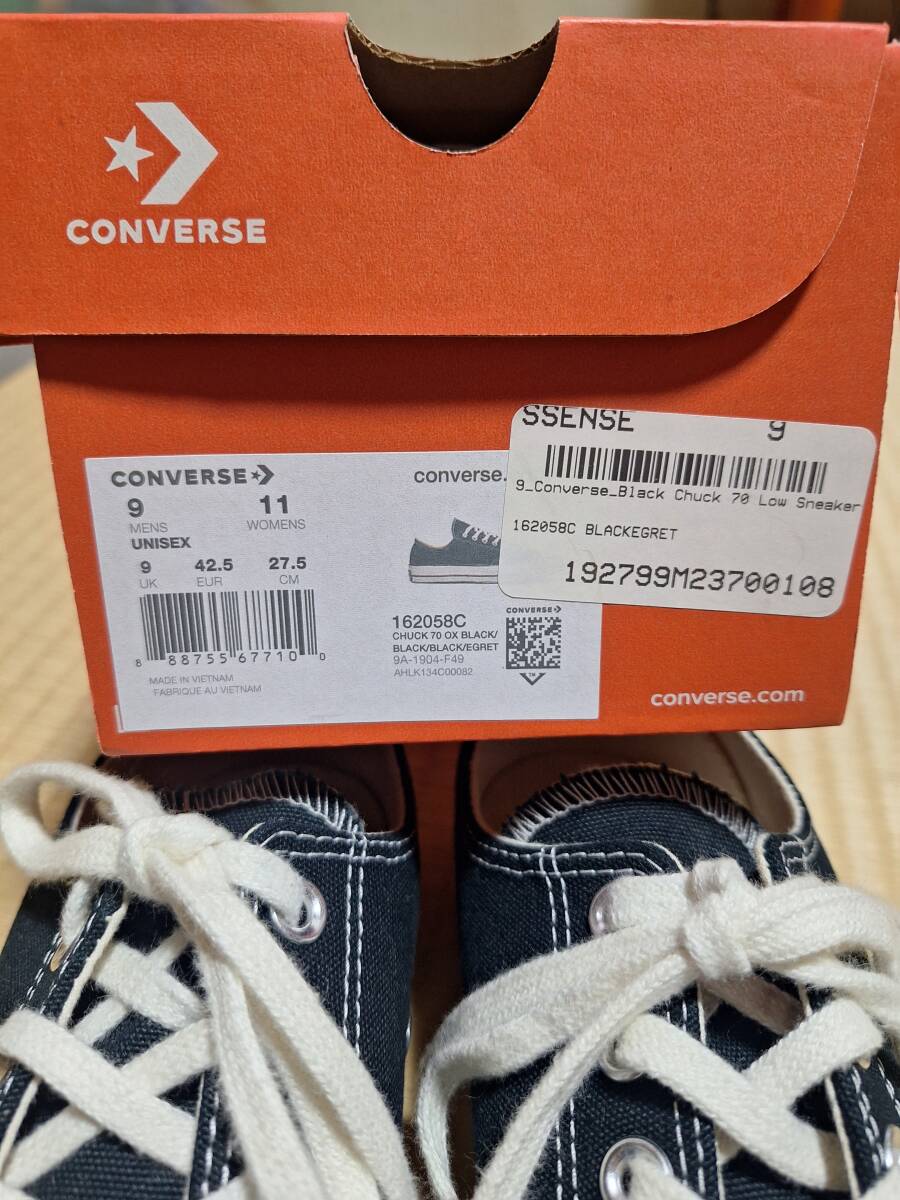 CONVERSE
CONVERSE
converse.
9 11
MENS WOMENS
UNISEX
9 42.5 27.5
UK EUR CM
8 88755 67710 0
MADE IN VIETNAM
FABRIQUE AU VIETNAM
162058C
CHUCK 70 OX BLACK/
BLACK/BLACK/EGRET
9A-1904-F49
AHLK134C00082
CONVERSE
SSENSE 9
9_Converse_Black Chuck 70 Low Sneaker
162058C BLACKEGRET
192799M23700108
converse.com